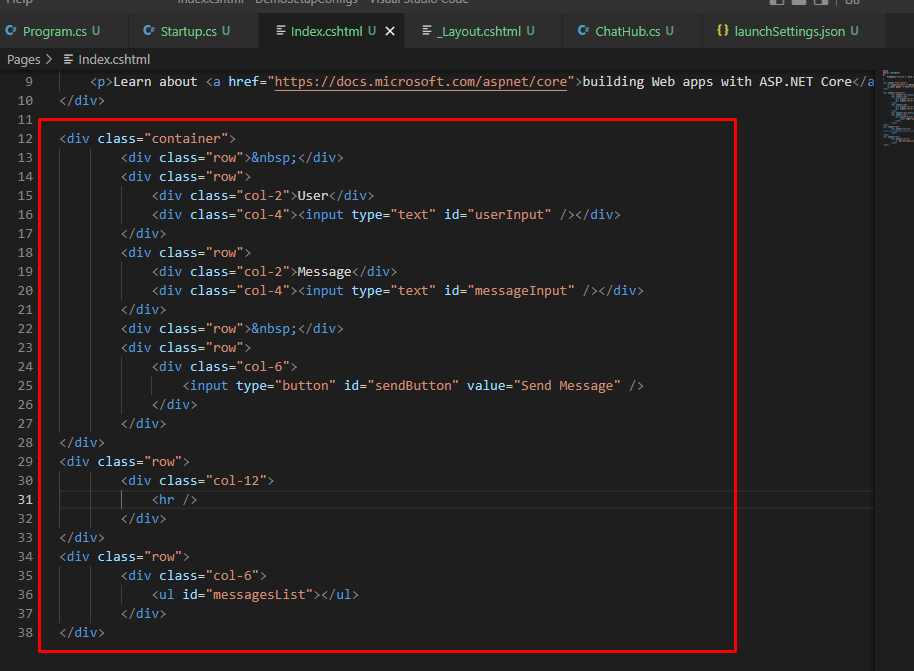 Help
Index.cshtml - DemoSetupConfigs - Visual Studio Code
Program.cs U Startup.cs U Index.cshtml U _Layout.cshtml U ChatHub.cs U {} launchSettings.json U
Pages > Index.cshtml
9 <p>Learn about <a href="https://docs.microsoft.com/aspnet/core">building Web apps with ASP.NET Core</a
10 </div>
11
12 <div class="container">
13 <div class="row">&nbsp;</div>
14 <div class="row">
15 <div class="col-2">User</div>
16 <div class="col-4"><input type="text" id="userInput" /></div>
17 </div>
18 <div class="row">
19 <div class="col-2">Message</div>
20 <div class="col-4"><input type="text" id="messageInput" /></div>
21 </div>
22 <div class="row">&nbsp;</div>
23 <div class="row">
24 <div class="col-6">
25 <input type="button" id="sendButton" value="Send Message" />
26 </div>
27 </div>
28 </div>
29 <div class="row">
30 <div class="col-12">
31 <hr />
32 </div>
33 </div>
34 <div class="row">
35 <div class="col-6">
36 <ul id="messagesList"></ul>
37 </div>
38 </div>